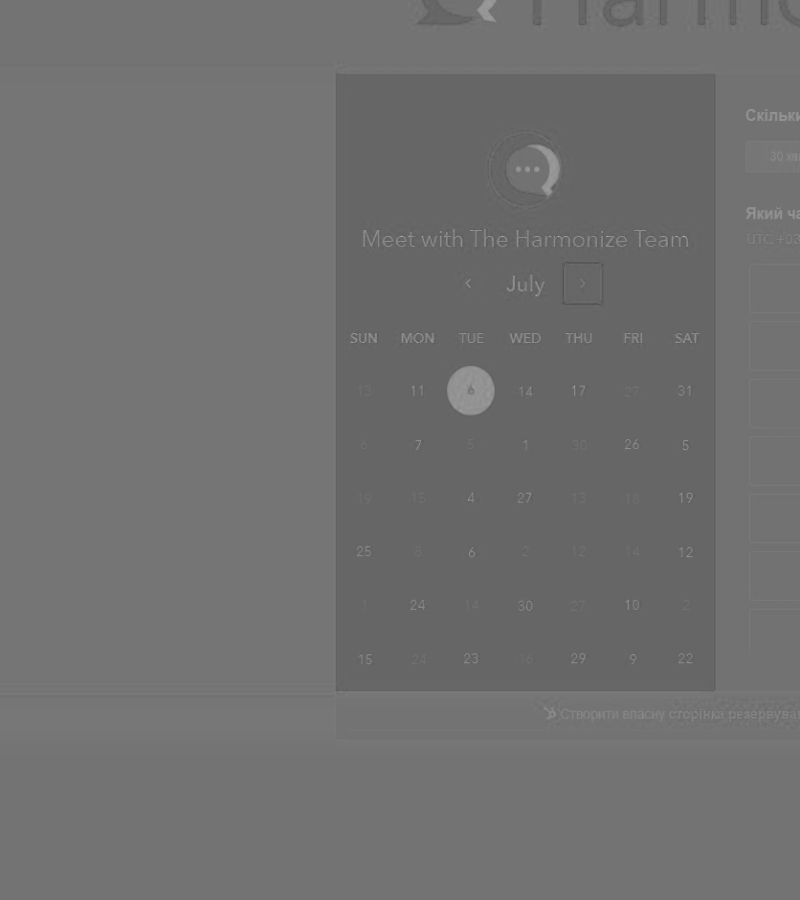 Harmo
Meet with The Harmonize Team
July
SUN MON TUE WED THU FRI SAT
13 11 6 14 17 31
6 7 5 1 30 26 5
19 15 4 27 13 18 19
25 8 6 2 12 14 12
24 14 30 27 10 2
15 24 23 16 29 9 22
Скільки
30 хв
Який ча
UTC +03
Створити власну сторінка резервува